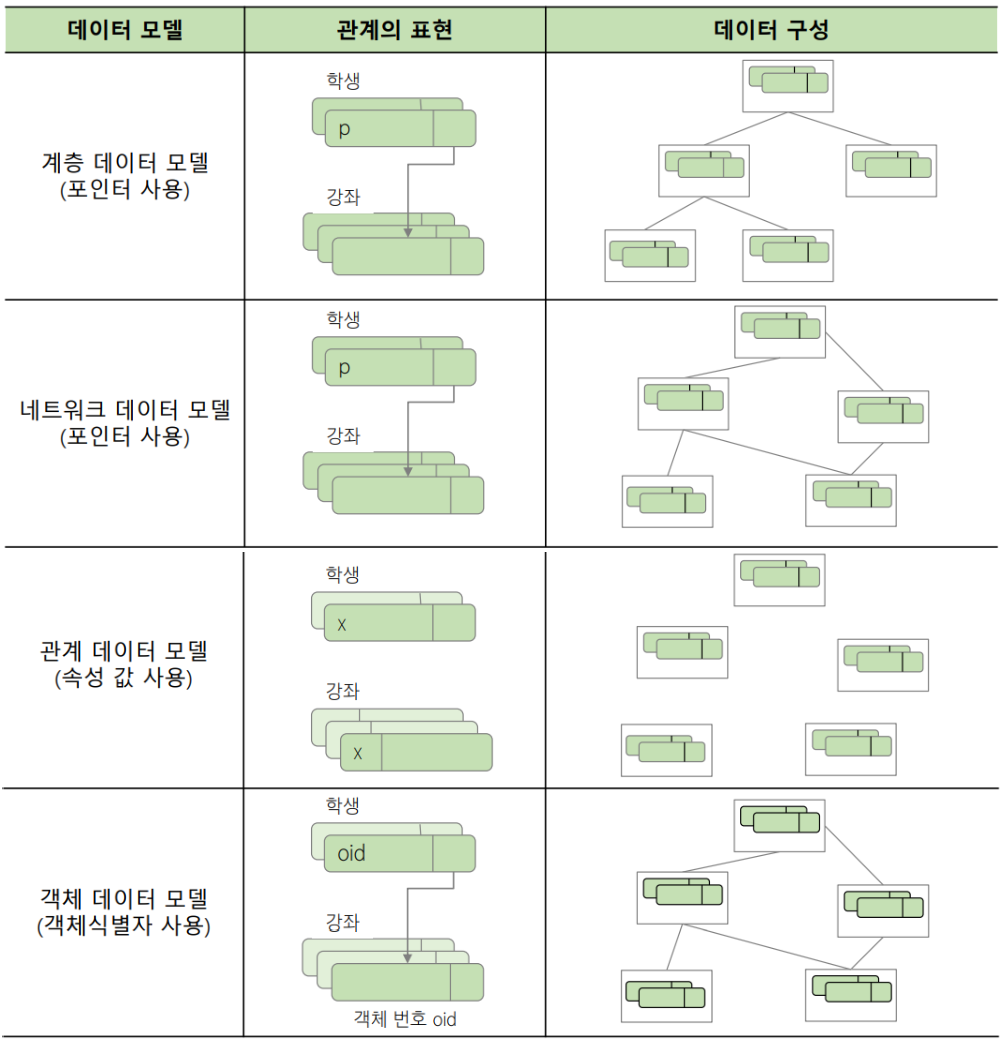 데이터 모델
관계의 표현
데이터 구성
계층 데이터 모델
(포인터 사용)
학생
p
강좌
네트워크 데이터 모델
(포인터 사용)
학생
p
강좌
관계 데이터 모델
(속성 값 사용)
학생
x
강좌
x
객체 데이터 모델
(객체식별자 사용)
학생
oid
강좌
객체 번호 oid